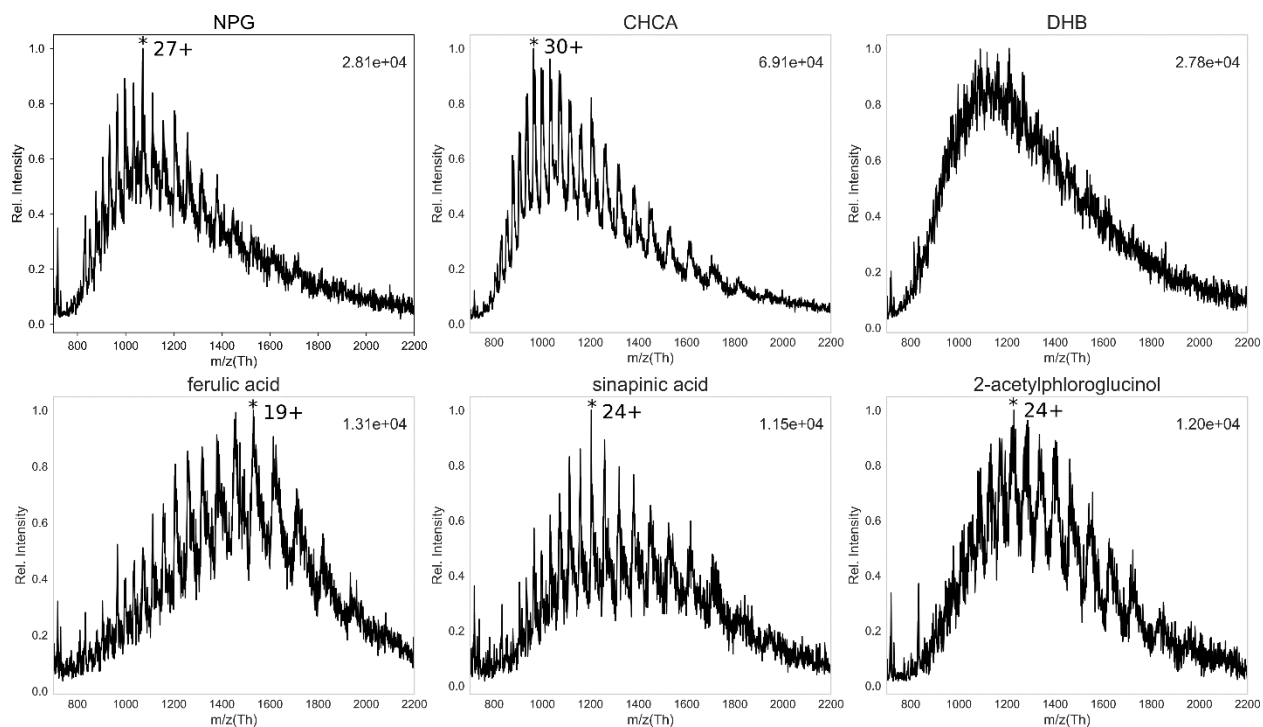 NPG
* 27+
2.81e+04
Rel. Intensity
1.0
0.8
0.6
0.4
0.2
0.0
800 1000 1200 1400 1600 1800 2000 2200
m/z(Th)
CHCA
* 30+
6.91e+04
Rel. Intensity
1.0
0.8
0.6
0.4
0.2
0.0
800 1000 1200 1400 1600 1800 2000 2200
m/z(Th)
DHB
2.78e+04
Rel. Intensity
1.0
0.8
0.6
0.4
0.2
0.0
800 1000 1200 1400 1600 1800 2000 2200
m/z(Th)
ferulic acid
* 19+
1.31e+04
Rel. Intensity
1.0
0.8
0.6
0.4
0.2
0.0
800 1000 1200 1400 1600 1800 2000 2200
m/z(Th)
sinapinic acid
* 24+
1.15e+04
Rel. Intensity
1.0
0.8
0.6
0.4
0.2
0.0
800 1000 1200 1400 1600 1800 2000 2200
m/z(Th)
2-acetylphloroglucinol
* 24+
1.20e+04
Rel. Intensity
1.0
0.8
0.6
0.4
0.2
0.0
800 1000 1200 1400 1600 1800 2000 2200
m/z(Th)